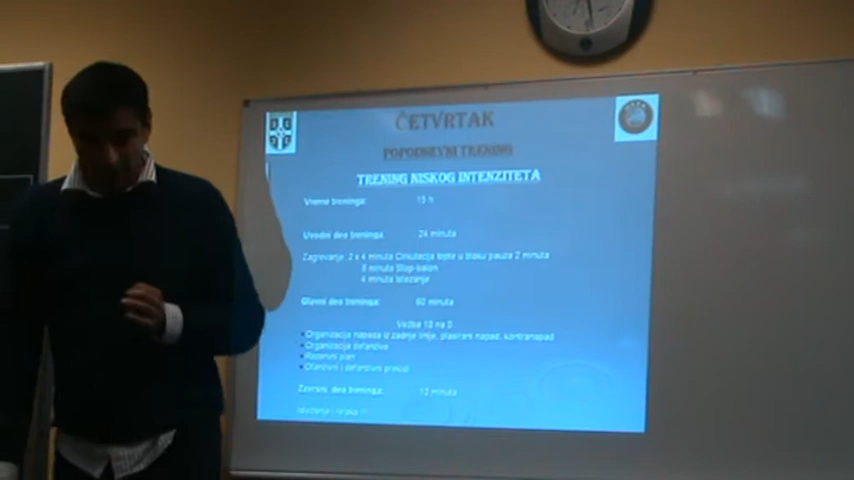 ČETVRTAK
POPODNEVNI TRENING
TRENING NISKOG INTENZITETA
Vreme treninga: 15 h
Uvodni deo treninga: 24 minuta
Zagrevanje: 2 x 4 minuta Cirkulacija lopte u bloku pauza 2 minuta
8 minuta Stop-balon
4 minuta Istezanje
Glavni deo treninga: 60 minuta
Vežba 10 na 0
• Organizacija napada iz zadnje linije, plasirani napad, kontranapad
• Organizacija defanzive
• Rezervni plan
• Ofanzivni i defanzivni prekidi
Završni deo treninga: 12 minuta
Istezanje i